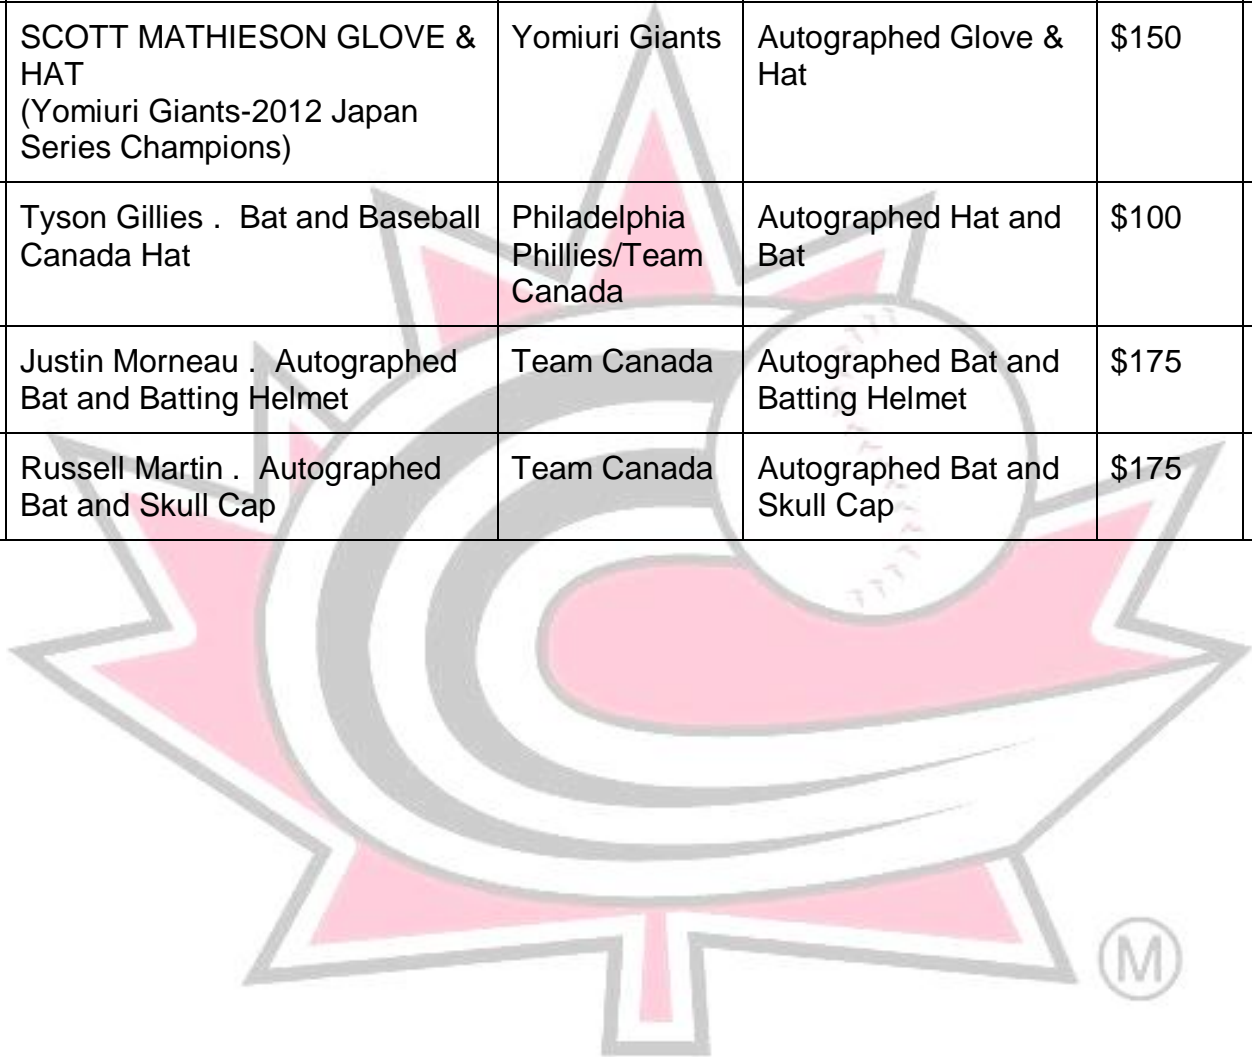 SCOTT MATHIESON GLOVE &
HAT
(Yomiuri Giants-2012 Japan
Series Champions)
Yomiuri Giants
Autographed Glove &
Hat
$150
Tyson Gillies .  Bat and Baseball
Canada Hat
Philadelphia
Phillies/Team
Canada
Autographed Hat and
Bat
$100
Justin Morneau .  Autographed
Bat and Batting Helmet
Team Canada
Autographed Bat and
Batting Helmet
$175
Russell Martin .  Autographed
Bat and Skull Cap
Team Canada
Autographed Bat and
Skull Cap
$175
M